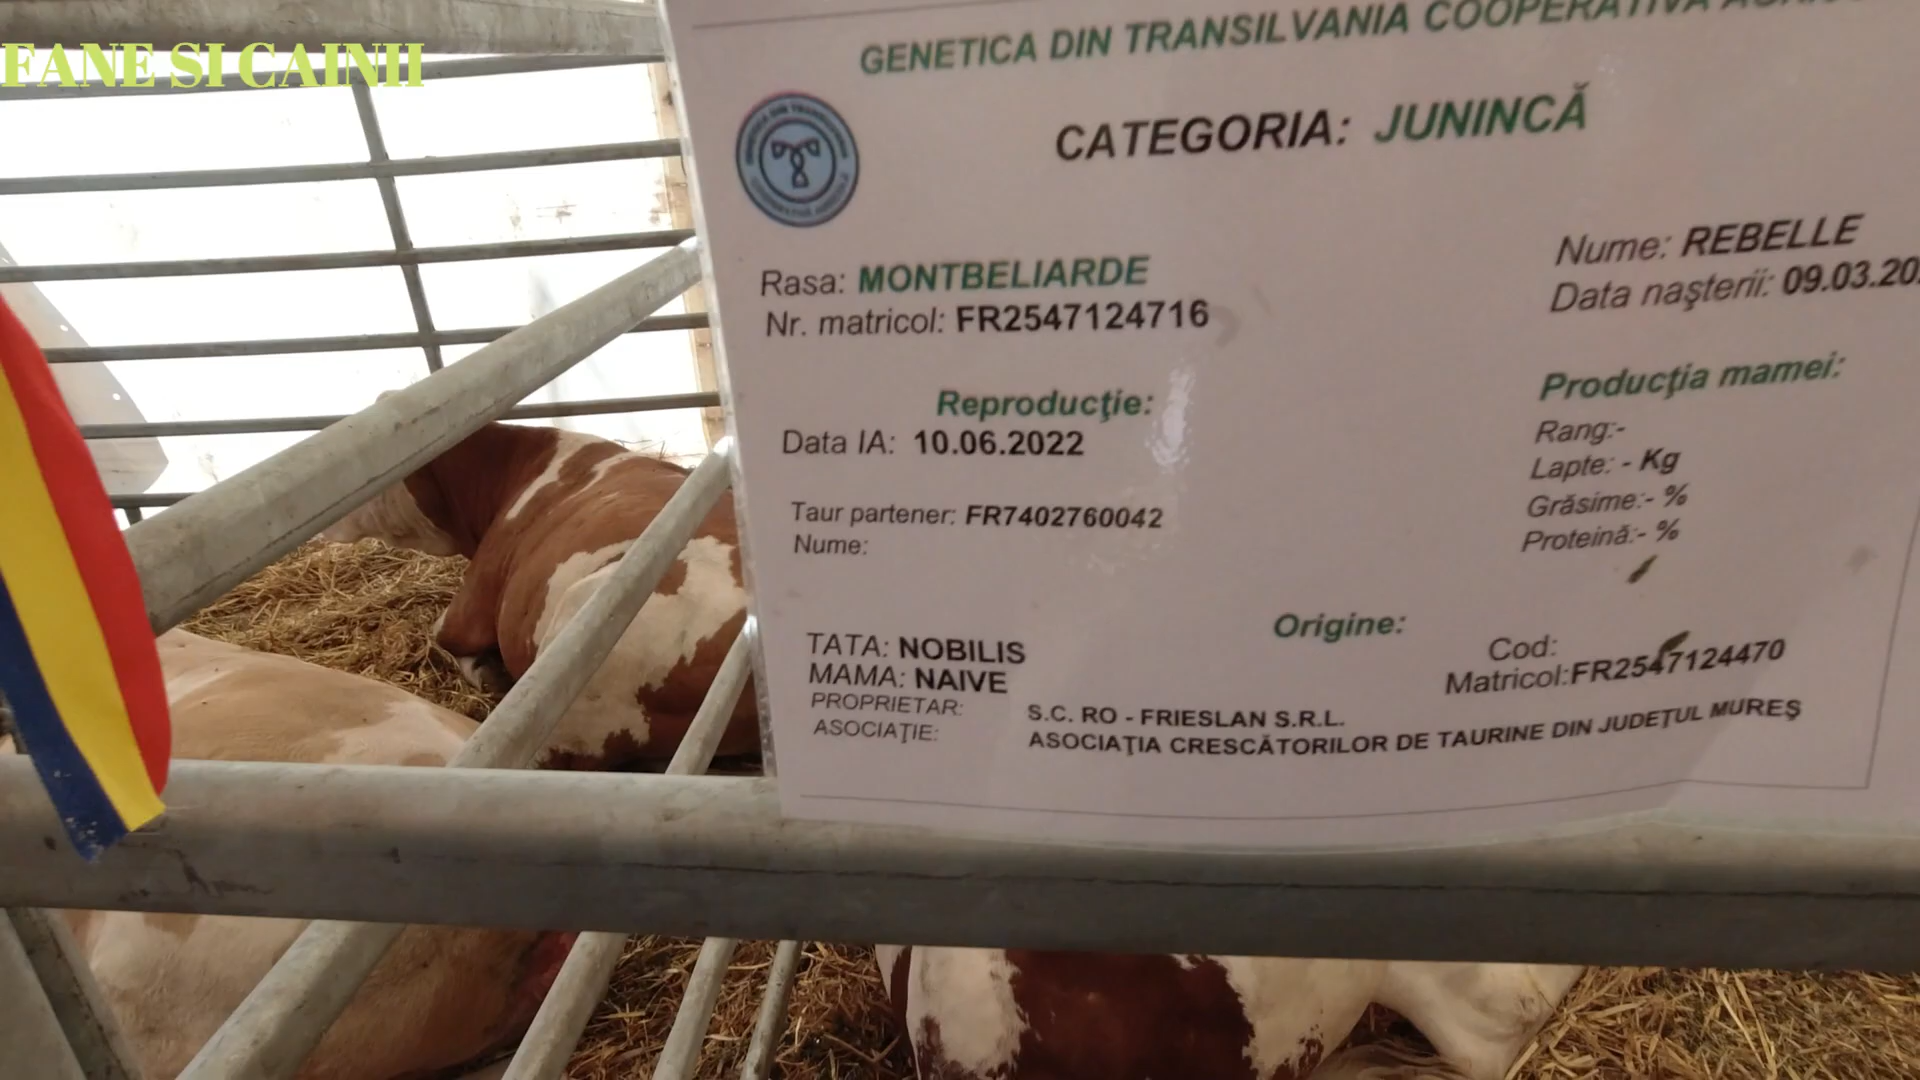 FANE SI CAINII
GENETICA DIN TRANSILVANIA COOPERATIVA
CATEGORIA: JUNINCĂ
Rasa: MONTBELIARDE
Nr. matricol: FR2547124716
Nume: REBELLE
Data naşterii: 09.03.20
Reproducţie:
Data IA: 10.06.2022
Taur partener: FR7402760042
Nume:
Producţia mamei:
Rang:-
Lapte: - Kg
Grăsime:- %
Proteină:- %
Origine:
TATA: NOBILIS
MAMA: NAIVE
Cod:
Matricol:FR2547124470
PROPRIETAR: S.C. RO - FRIESLAN S.R.L.
ASOCIAŢIE: ASOCIAŢIA CRESCĂTORILOR DE TAURINE DIN JUDEŢUL MUREŞ